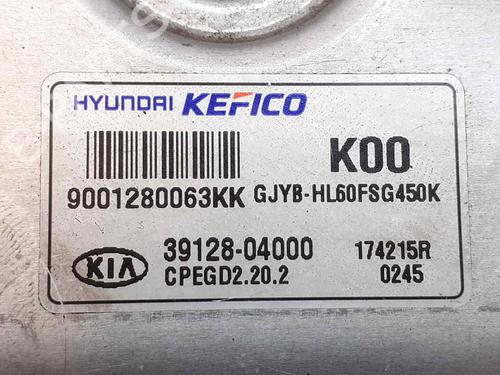 HYUNDAI KEFICO
K00
9001280063KK GJYB-HL60FSG450K
KIA 39128-04000 174215R
CPEGD2.20.2 0245